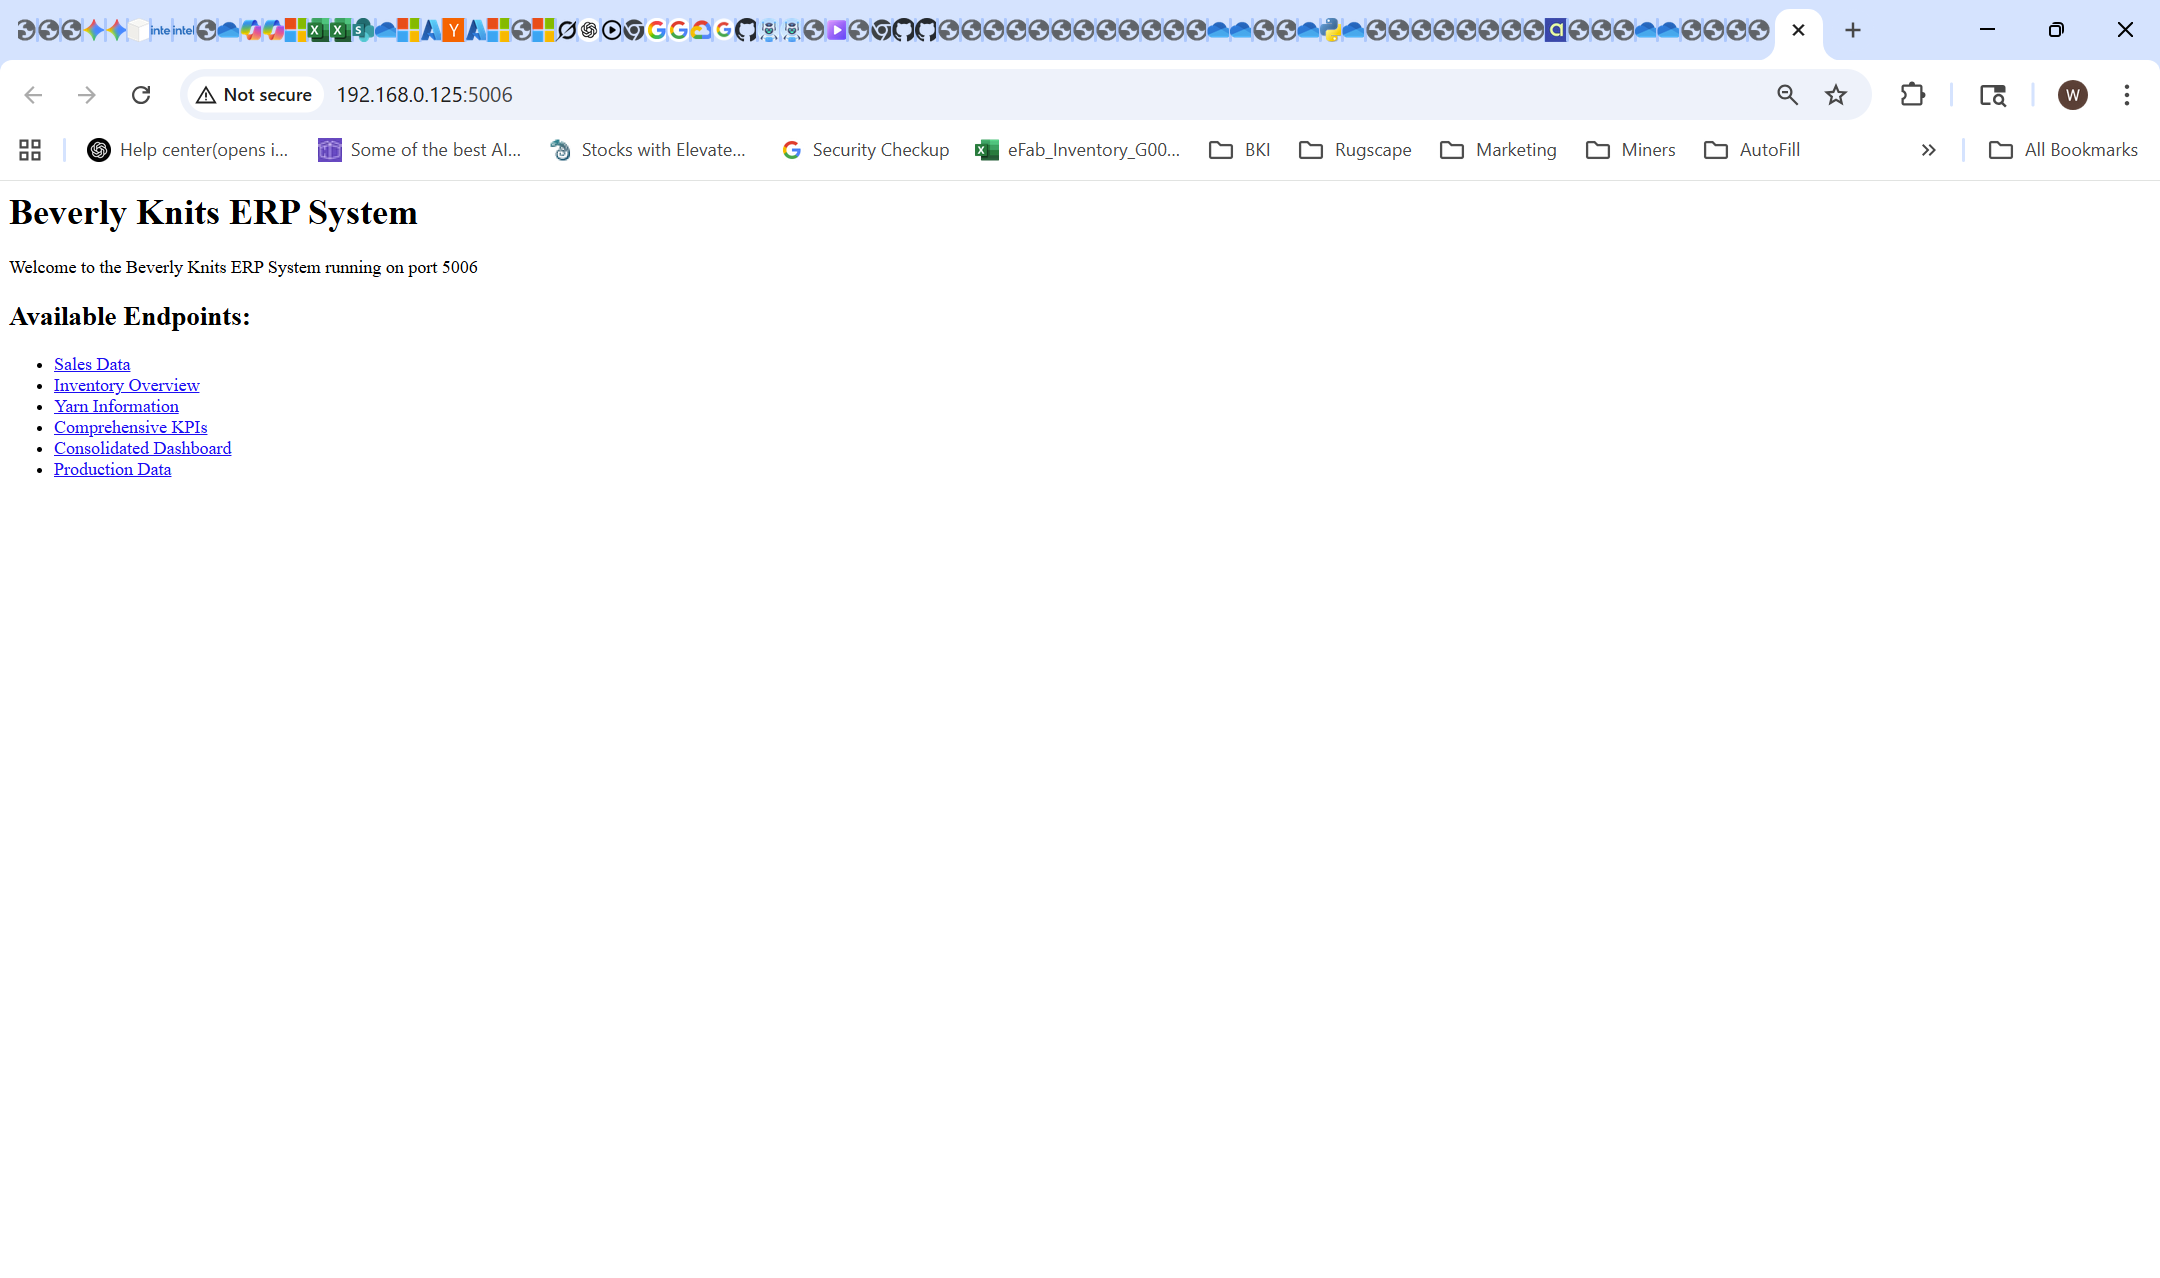 inte intel
Not secure
192.168.0.125:5006
W
Help center(opens i...
Some of the best AI...
Stocks with Elevate...
Security Checkup
eFab_Inventory_G00...
BKI
Rugscape
Marketing
Miners
AutoFill
All Bookmarks
Beverly Knits ERP System
Welcome to the Beverly Knits ERP System running on port 5006
Available Endpoints:
Sales Data
Inventory Overview
Yarn Information
Comprehensive KPIs
Consolidated Dashboard
Production Data